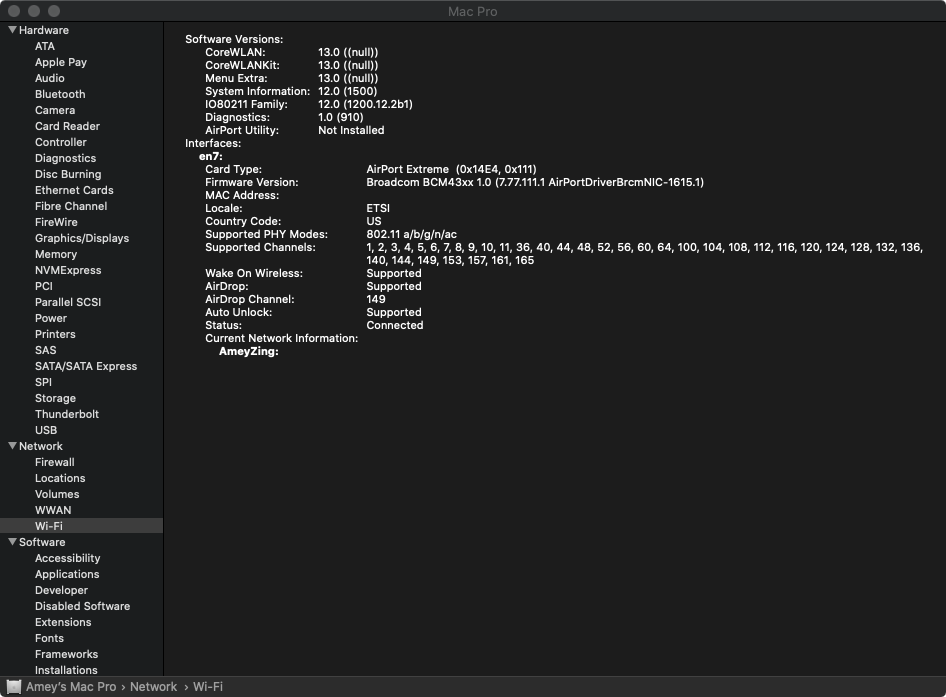 Mac Pro
Hardware
ATA
Apple Pay
Audio
Bluetooth
Camera
Card Reader
Controller
Diagnostics
Disc Burning
Ethernet Cards
Fibre Channel
FireWire
Graphics/Displays
Memory
NVMExpress
PCI
Parallel SCSI
Power
Printers
SAS
SATA/SATA Express
SPI
Storage
Thunderbolt
USB
Network
Firewall
Locations
Volumes
WWAN
Wi-Fi
Software
Accessibility
Applications
Developer
Disabled Software
Extensions
Fonts
Frameworks
Installations
Software Versions:
CoreWLAN: 13.0 ((null))
CoreWLANKit: 13.0 ((null))
Menu Extra: 13.0 ((null))
System Information: 12.0 (1500)
IO80211 Family: 12.0 (1200.12.2b1)
Diagnostics: 1.0 (910)
AirPort Utility: Not Installed
Interfaces:
en7:
Card Type: AirPort Extreme (0x14E4, 0x111)
Firmware Version: Broadcom BCM43xx 1.0 (7.77.111.1 AirPortDriverBrcmNIC-1615.1)
MAC Address:
Locale: ETSI
Country Code: US
Supported PHY Modes: 802.11 a/b/g/n/ac
Supported Channels: 1, 2, 3, 4, 5, 6, 7, 8, 9, 10, 11, 36, 40, 44, 48, 52, 56, 60, 64, 100, 104, 108, 112, 116, 120, 124, 128, 132, 136,
140, 144, 149, 153, 157, 161, 165
Wake On Wireless: Supported
AirDrop: Supported
AirDrop Channel: 149
Auto Unlock: Supported
Status: Connected
Current Network Information:
AmeyZing:
Amey's Mac Pro › Network › Wi-Fi